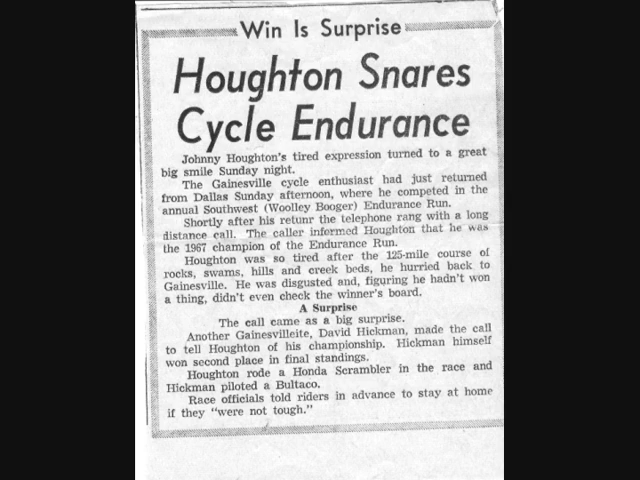 Win Is Surprise
Houghton Snares
Cycle Endurance
Johnny Houghton's tired expression turned to a great
big smile Sunday night.
The Gainesville cycle enthusiast had just returned
from Dallas Sunday afternoon, where he competed in the
annual Southwest (Woolley Booger) Endurance Run.
Shortly after his retunr the telephone rang with a long
distance call. The caller informed Houghton that he was
the 1967 champion of the Endurance Run.
Houghton was so tired after the 125-mile course of
rocks, swams, hills and creek beds, he hurried back to
Gainesville. He was disgusted and, figuring he hadn't won
a thing, didn't even check the winner's board.
A Surprise
The call came as a big surprise.
Another Gainesvilleite, David Hickman, made the call
to tell Houghton of his championship. Hickman himself
won second place in final standings.
Houghton rode a Honda Scrambler in the race and
Hickman piloted a Bultaco.
Race officials told riders in advance to stay at home
if they "were not tough."